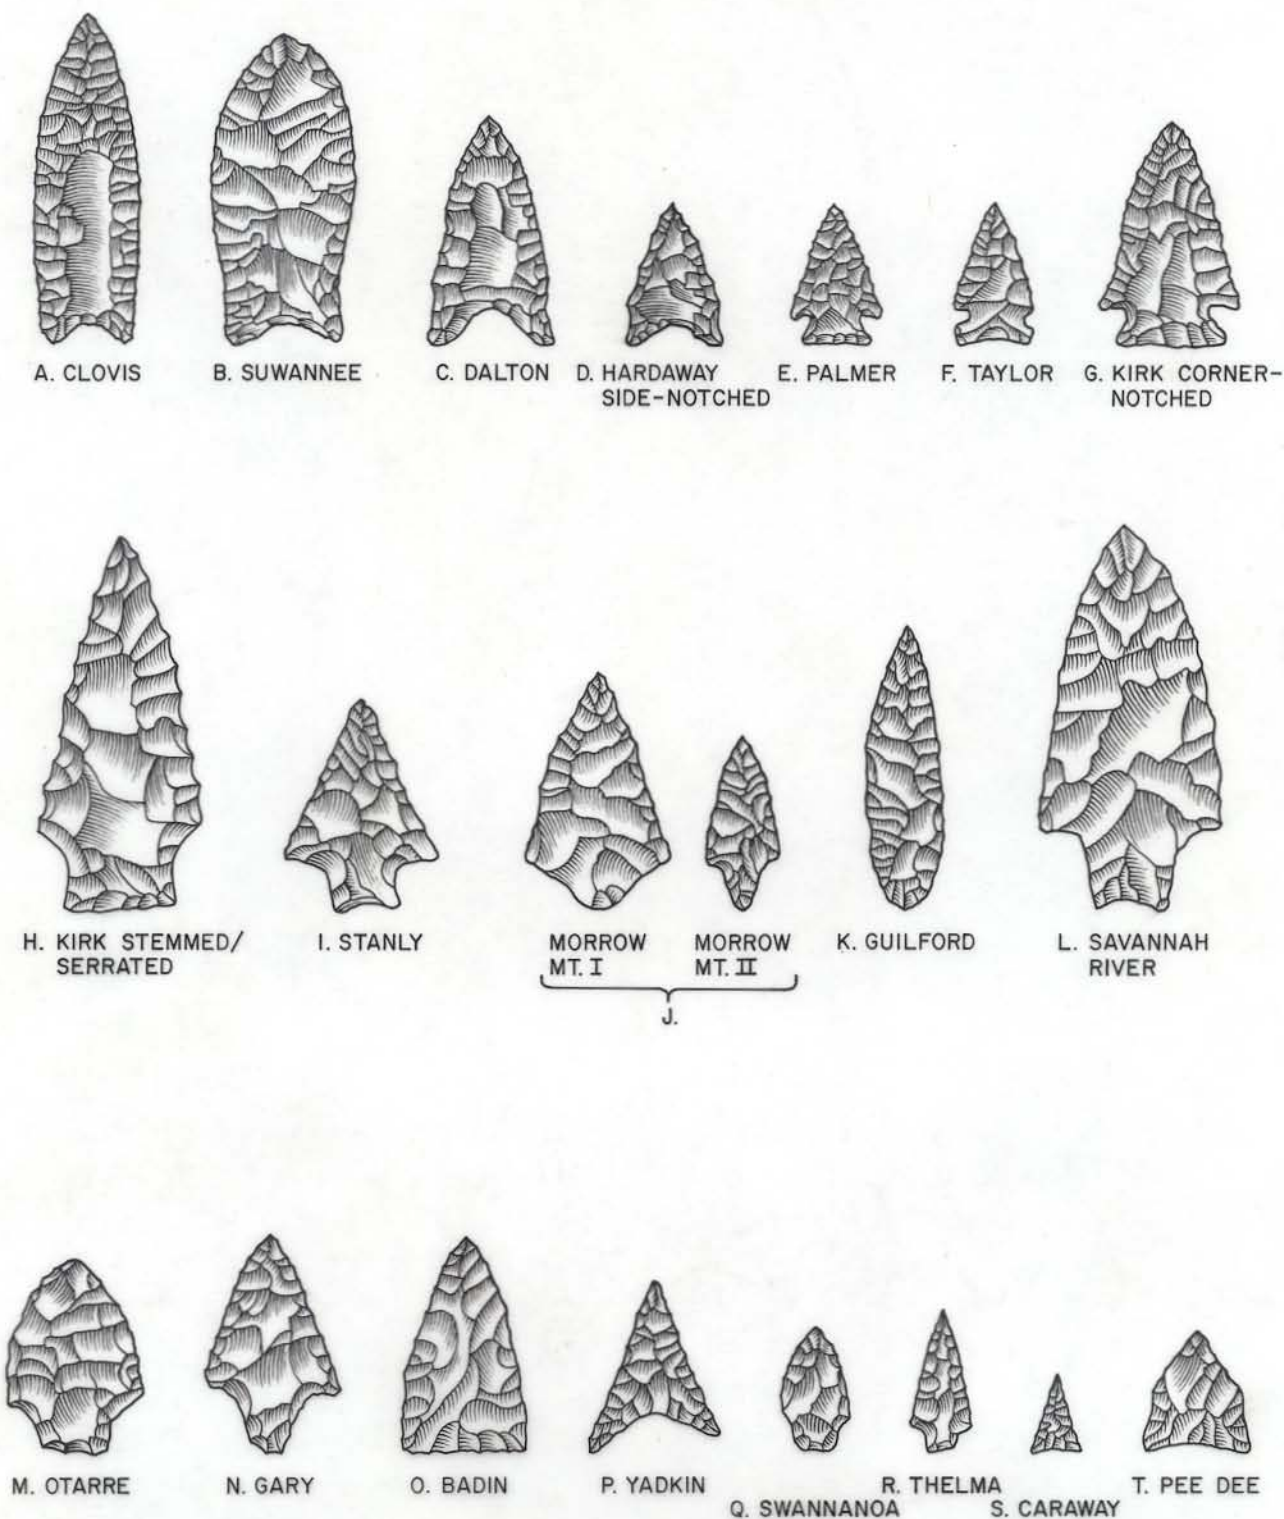 A. CLOVIS
B. SUWANNEE
C. DALTON
D. HARDAWAY
SIDE-NOTCHED
E. PALMER
F. TAYLOR
G. KIRK CORNER-
NOTCHED
H. KIRK STEMMED/
SERRATED
I. STANLY
MORROW
MT. I
MORROW
MT. II
J.
K. GUILFORD
L. SAVANNAH
RIVER
M. OTARRE
N. GARY
O. BADIN
P. YADKIN
Q. SWANNANOA
R. THELMA
S. CARAWAY
T. PEE DEE